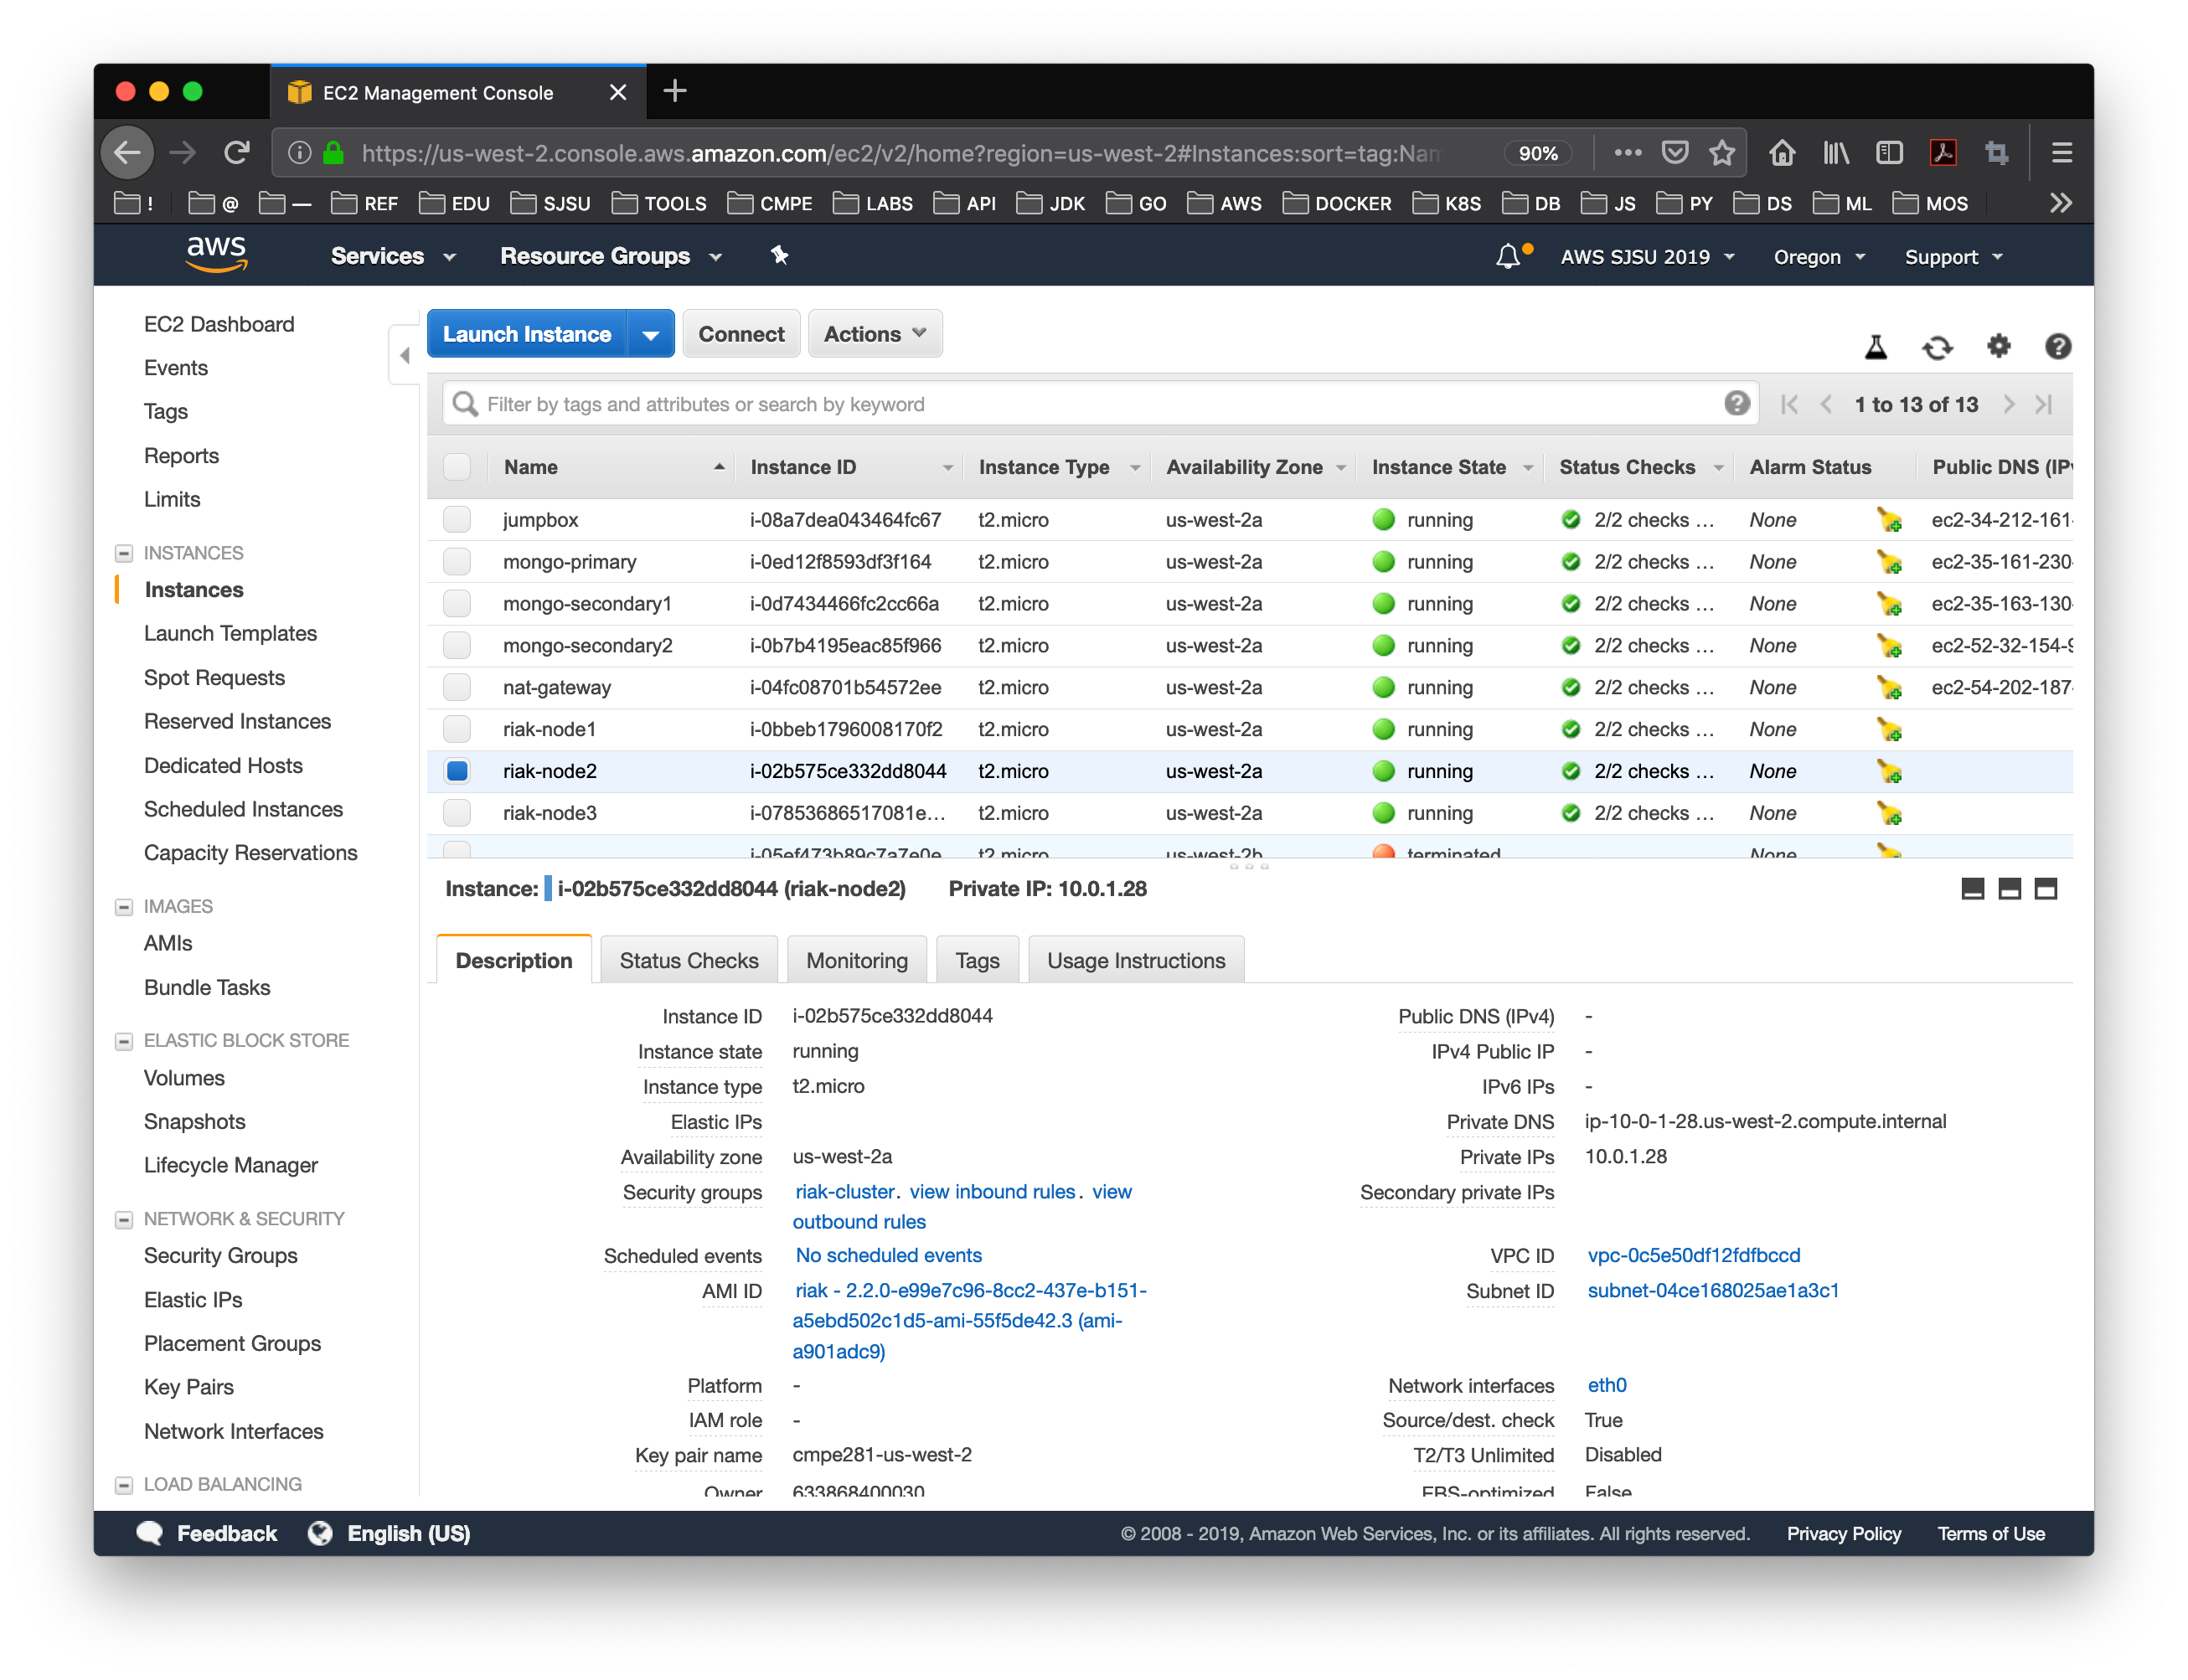 EC2 Management Console
https://us-west-2.console.aws.amazon.com/ec2/v2/home?region=us-west-2#Instances:sort=tag:Nam 90%
! @ — REF EDU SJSU TOOLS CMPE LABS API JDK GO AWS DOCKER K8S DB JS PY DS ML MOS
aws Services Resource Groups AWS SJSU 2019 Oregon Support
EC2 Dashboard
Events
Tags
Reports
Limits
INSTANCES
Instances
Launch Templates
Spot Requests
Reserved Instances
Dedicated Hosts
Scheduled Instances
Capacity Reservations
IMAGES
AMIs
Bundle Tasks
ELASTIC BLOCK STORE
Volumes
Snapshots
Lifecycle Manager
NETWORK & SECURITY
Security Groups
Elastic IPs
Placement Groups
Key Pairs
Network Interfaces
LOAD BALANCING
Launch Instance Connect Actions
Filter by tags and attributes or search by keyword 1 to 13 of 13
Name Instance ID Instance Type Availability Zone Instance State Status Checks Alarm Status Public DNS (IPv
jumpbox i-08a7dea043464fc67 t2.micro us-west-2a running 2/2 checks ... None ec2-34-212-161-
mongo-primary i-0ed12f8593df3f164 t2.micro us-west-2a running 2/2 checks ... None ec2-35-161-230-
mongo-secondary1 i-0d7434466fc2cc66a t2.micro us-west-2a running 2/2 checks ... None ec2-35-163-130-
mongo-secondary2 i-0b7b4195eac85f966 t2.micro us-west-2a running 2/2 checks ... None ec2-52-32-154-9
nat-gateway i-04fc08701b54572ee t2.micro us-west-2a running 2/2 checks ... None ec2-54-202-187-
riak-node1 i-0bbeb1796008170f2 t2.micro us-west-2a running 2/2 checks ... None
riak-node2 i-02b575ce332dd8044 t2.micro us-west-2a running 2/2 checks ... None
riak-node3 i-07853686517081e... t2.micro us-west-2a running 2/2 checks ... None
i-05ef473b89c7a7e0e t2.micro us-west-2b terminated None
Instance: i-02b575ce332dd8044 (riak-node2) Private IP: 10.0.1.28
Description Status Checks Monitoring Tags Usage Instructions
Instance ID i-02b575ce332dd8044 Public DNS (IPv4) -
Instance state running IPv4 Public IP -
Instance type t2.micro IPv6 IPs -
Elastic IPs Private DNS ip-10-0-1-28.us-west-2.compute.internal
Availability zone us-west-2a Private IPs 10.0.1.28
Security groups riak-cluster. view inbound rules. view Secondary private IPs
outbound rules
Scheduled events No scheduled events VPC ID vpc-0c5e50df12fdfbccd
AMI ID riak - 2.2.0-e99e7c96-8cc2-437e-b151- Subnet ID subnet-04ce168025ae1a3c1
a5ebd502c1d5-ami-55f5de42.3 (ami-
a901adc9)
Platform - Network interfaces eth0
IAM role - Source/dest. check True
Key pair name cmpe281-us-west-2 T2/T3 Unlimited Disabled
Owner 633868400030 EBS-optimized False
Feedback English (US) © 2008 - 2019, Amazon Web Services, Inc. or its affiliates. All rights reserved. Privacy Policy Terms of Use